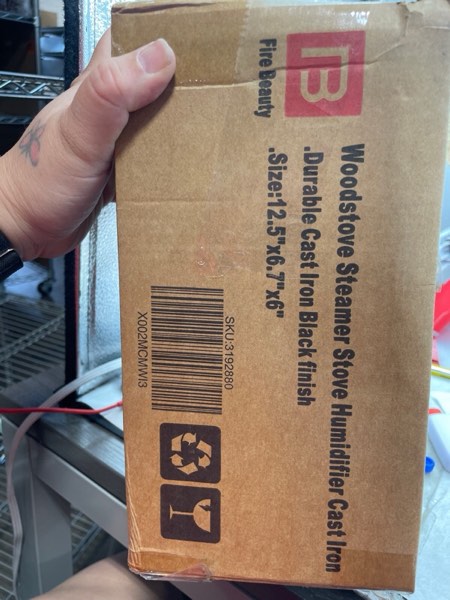 Fire Beauty
Woodstove Steamer Stove Humidifier Cast Iron
.Durable Cast Iron Black finish
.Size:12.5"x6.7"x6"
SKU:3192880
X002MCMWI3